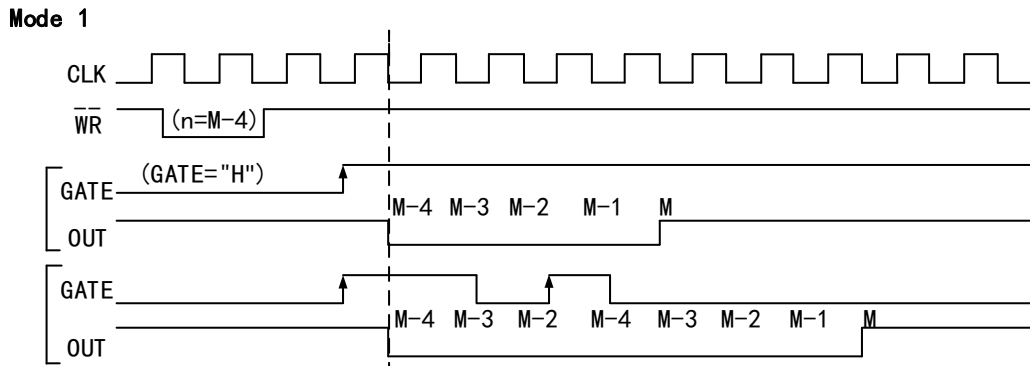 Mode 1
CLK
WR (n=M-4)
(GATE="H")
GATE
M-4 M-3 M-2 M-1 M
OUT
GATE
M-4 M-3 M-2 M-4 M-3 M-2 M-1 M
OUT